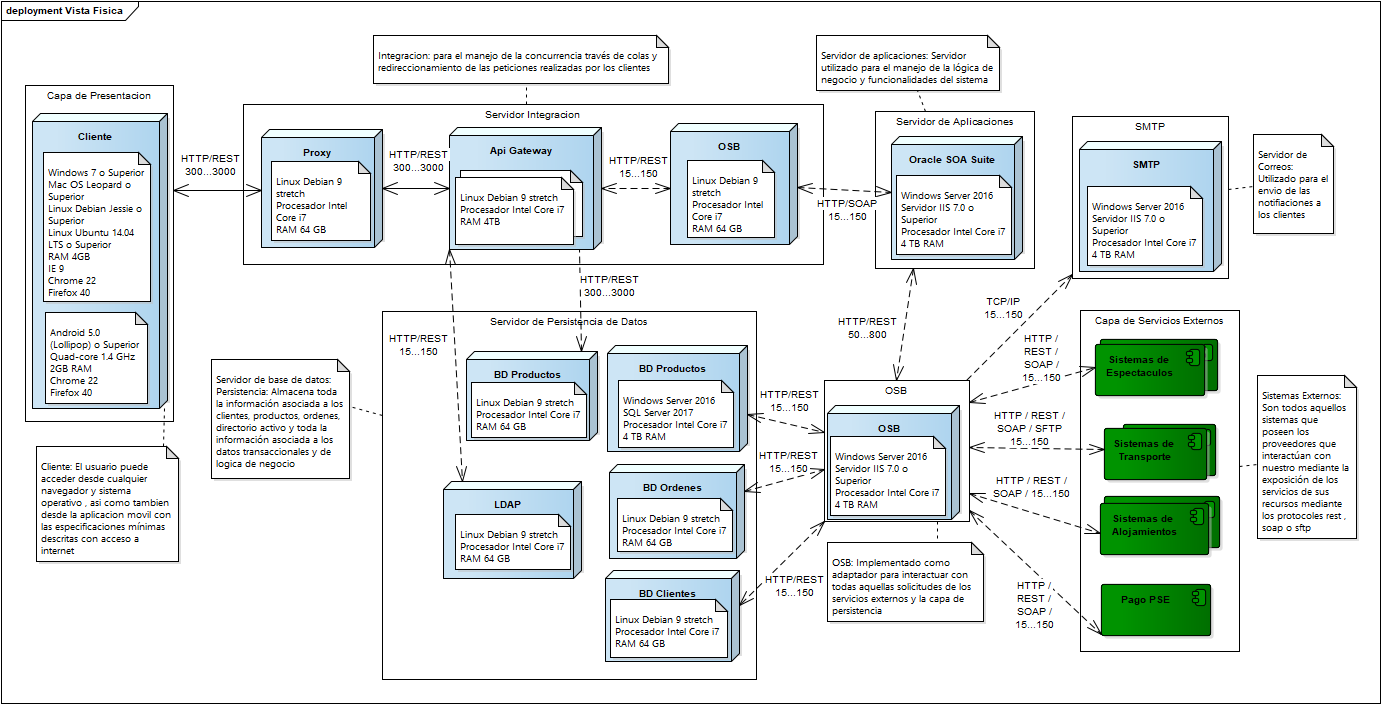 deployment Vista Fisica
Integracion: para el manejo de la concurrencia través de colas y
redireccionamiento de las peticiones realizadas por los clientes
Servidor de aplicaciones: Servidor
utilizado para el manejo de la lógica de
negocio y funcionalidades del sistema
Capa de Presentacion
Cliente
Windows 7 o Superior
Mac OS Leopard o
Superior
Linux Debian Jessie o
Superior
Linux Ubuntu 14.04
LTS o Superior
RAM 4GB
IE 9
Chrome 22
Firefox 40
Android 5.0
(Lollipop) o Superior
Quad-core 1.4 GHz
2GB RAM
Chrome 22
Firefox 40
Cliente: El usuario puede
acceder desde cualquier
navegador y sistema
operativo , asi como tambien
desde la aplicacion movil con
las especificaciones mínimas
descritas con acceso a
internet
HTTP/REST
300...3000
Servidor Integracion
Proxy
Linux Debian 9
stretch
Procesador Intel
Core i7
RAM 64 GB
HTTP/REST
300...3000
Api Gateway
Linux Debian 9 stretch
Procesador Intel Core i7
RAM 4TB
HTTP/REST
15...150
OSB
Linux Debian 9
stretch
Procesador Intel
Core i7
RAM 64 GB
HTTP/SOAP
15...150
Servidor de Aplicaciones
Oracle SOA Suite
Windows Server 2016
Servidor IIS 7.0 o
Superior
Procesador Intel Core i7
4 TB RAM
SMTP
SMTP
Windows Server 2016
Servidor IIS 7.0 o
Superior
Procesador Intel Core i7
4 TB RAM
Servidor de
Correos:
Utilizado para el
envio de las
notifiaciones a
los clientes
HTTP/REST
300...3000
HTTP/REST
15...150
HTTP/REST
50...800
TCP/IP
15...150
Servidor de base de datos:
Persistencia: Almacena toda
la información asociada a los
clientes, productos, ordenes,
directorio activo y toda la
información asociada a los
datos transaccionales y de
logica de negocio
Servidor de Persistencia de Datos
BD Productos
Linux Debian 9 stretch
Procesador Intel Core i7
RAM 64 GB
BD Productos
Windows Server 2016
SQL Server 2017
Procesador Intel Core i7
4 TB RAM
LDAP
Linux Debian 9 stretch
Procesador Intel Core i7
RAM 64 GB
BD Ordenes
Linux Debian 9 stretch
Procesador Intel Core i7
RAM 64 GB
BD Clientes
Linux Debian 9 stretch
Procesador Intel Core i7
RAM 64 GB
HTTP/REST
15...150
HTTP/REST
15...150
HTTP/REST
15...150
OSB
OSB
Windows Server 2016
Servidor IIS 7.0 o
Superior
Procesador Intel Core i7
4 TB RAM
OSB: Implementado como
adaptador para interactuar con
todas aquellas solicitudes de los
servicios externos y la capa de
persistencia
HTTP /
REST /
SOAP /
15...150
HTTP / REST /
SOAP / SFTP
15...150
HTTP / REST /
SOAP / 15...150
HTTP /
REST /
SOAP /
15...150
Capa de Servicios Externos
Sistemas de
Espectaculos
Sistemas de
Transporte
Sistemas de
Alojamientos
Pago PSE
Sistemas Externos:
Son todos aquellos
sistemas que
poseen los
proveedores que
interactúan con
nuestro mediante la
exposición de los
servicios de sus
recursos mediante
los protocoles rest ,
soap o sftp